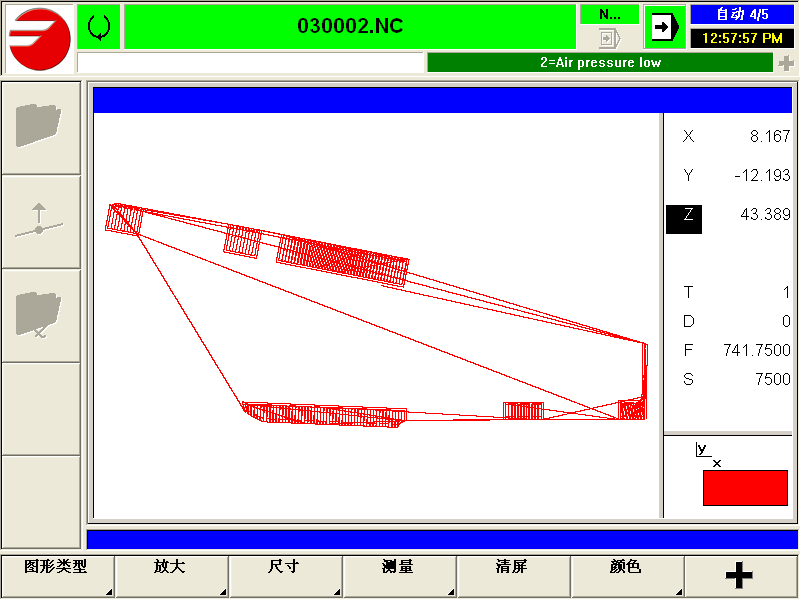 030002.NC
N...
自动 4/5
12:57:57 PM
2=Air pressure low
X 8.167
Y -12.193
Z 43.389
T 1
D 0
F 741.7500
S 7500
y
x
图形类型 放大 尺寸 测量 清屏 颜色